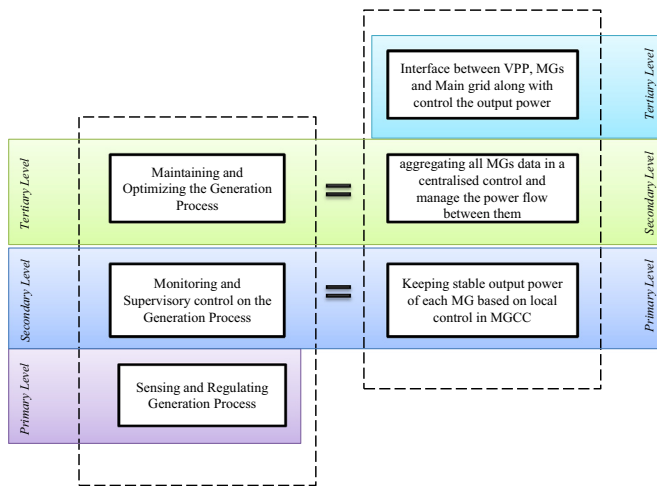 Interface between VPP, MGs
and Main grid along with
control the output power
Tertiary Level
Tertiary Level
Maintaining and
Optimizing the Generation
Process
=
aggregating all MGs data in a
centralised control and
manage the power flow
between them
Secondary Level
Secondary Level
Monitoring and
Supervisory control on the
Generation Process
=
Keeping stable output power
of each MG based on local
control in MGCC
Primary Level
Primary Level
Sensing and Regulating
Generation Process